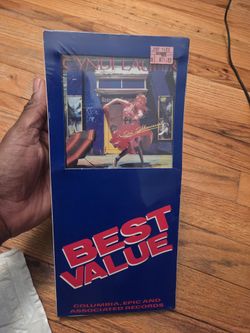 CYNDI LAUPER
BEST
VALUE
COLUMBIA, EPIC AND
ASSOCIATED RECORDS